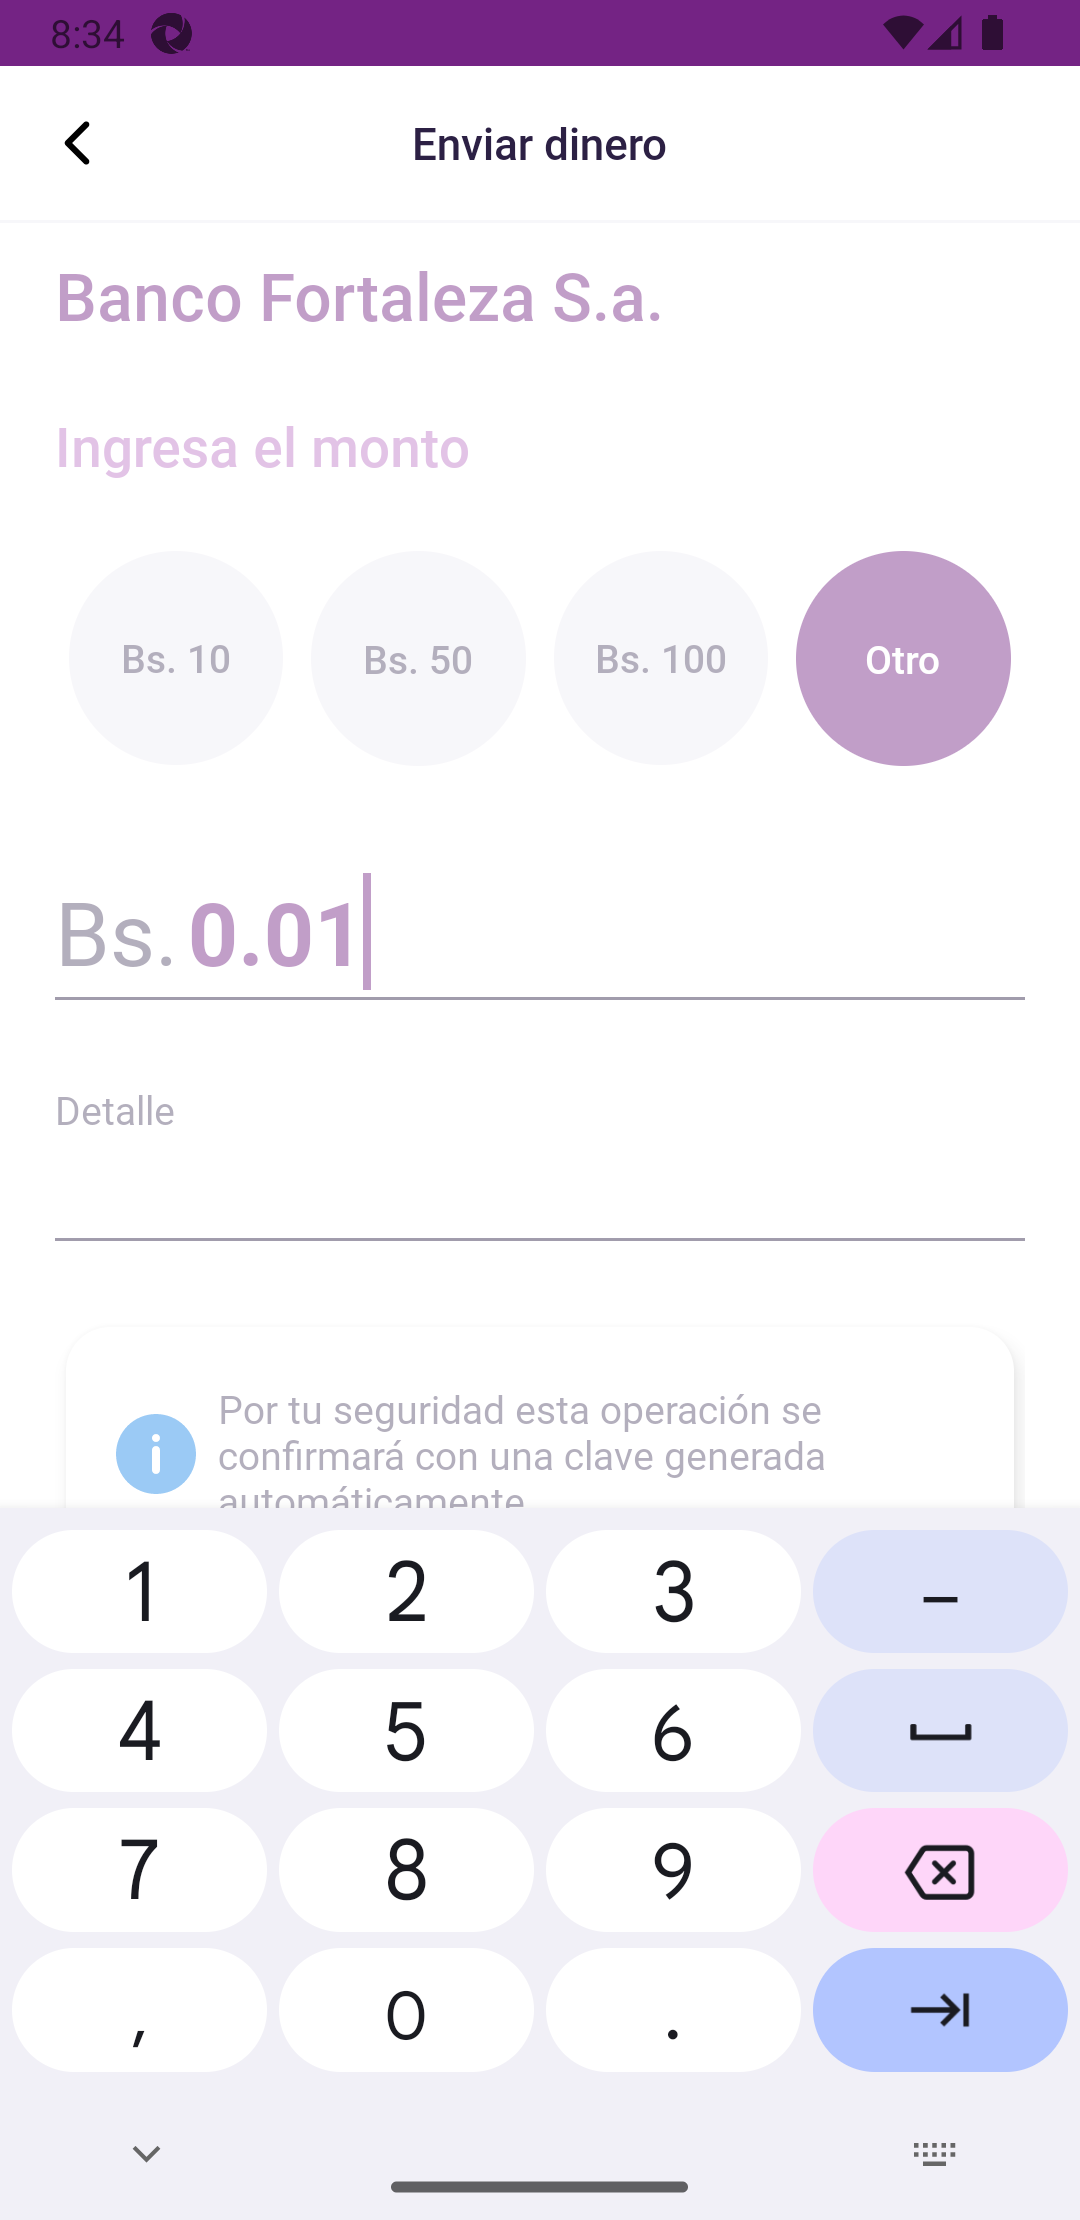 8:34
Enviar dinero
Banco Fortaleza S.a.
Ingresa el monto
Bs. 10 Bs. 50 Bs. 100 Otro
Bs. 0.01
Detalle
Por tu seguridad esta operación se
confirmará con una clave generada
automáticamente
1 2 3 –
4 5 6
7 8 9
, 0 .